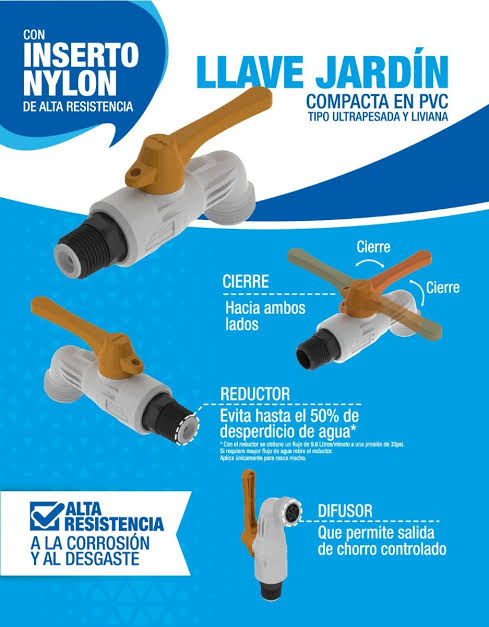 CON
INSERTO
NYLON
DE ALTA RESISTENCIA
LLAVE JARDÍN
COMPACTA EN PVC
TIPO ULTRAPESADA Y LIVIANA
Cierre
Cierre
CIERRE
Hacia ambos
lados
REDUCTOR
Evita hasta el 50% de
desperdicio de agua*
* Con el reductor se obtiene un flujo de 9.6 Litros/minuto a una presión de 33psi.
Si requiere mayor flujo de agua retire el reductor.
Aplica únicamente para rosca macho.
ALTA
RESISTENCIA
A LA CORROSIÓN
Y AL DESGASTE
DIFUSOR
Que permite salida
de chorro controlado